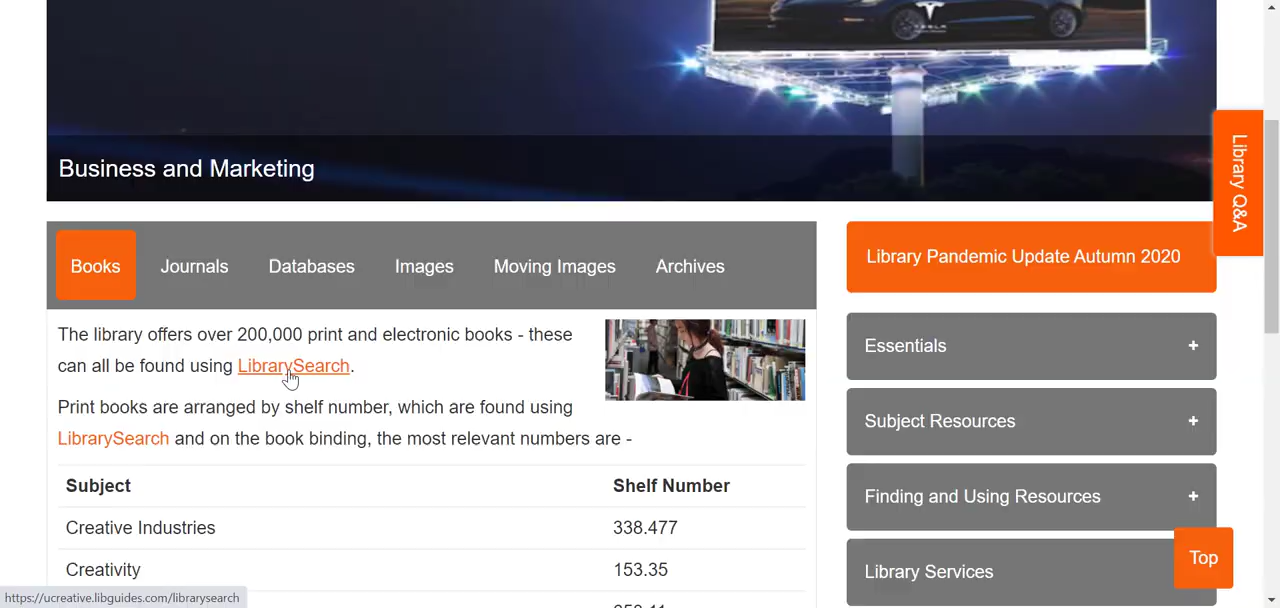 TESLA
Business and Marketing
Library Q&A
Books
Journals
Databases
Images
Moving Images
Archives
Library Pandemic Update Autumn 2020
The library offers over 200,000 print and electronic books - these
can all be found using LibrarySearch.
Print books are arranged by shelf number, which are found using
LibrarySearch and on the book binding, the most relevant numbers are -
Subject Shelf Number
Creative Industries 338.477
Creativity 153.35
Essentials +
Subject Resources +
Finding and Using Resources +
Library Services
Top
https://ucreative.libguides.com/librarysearch